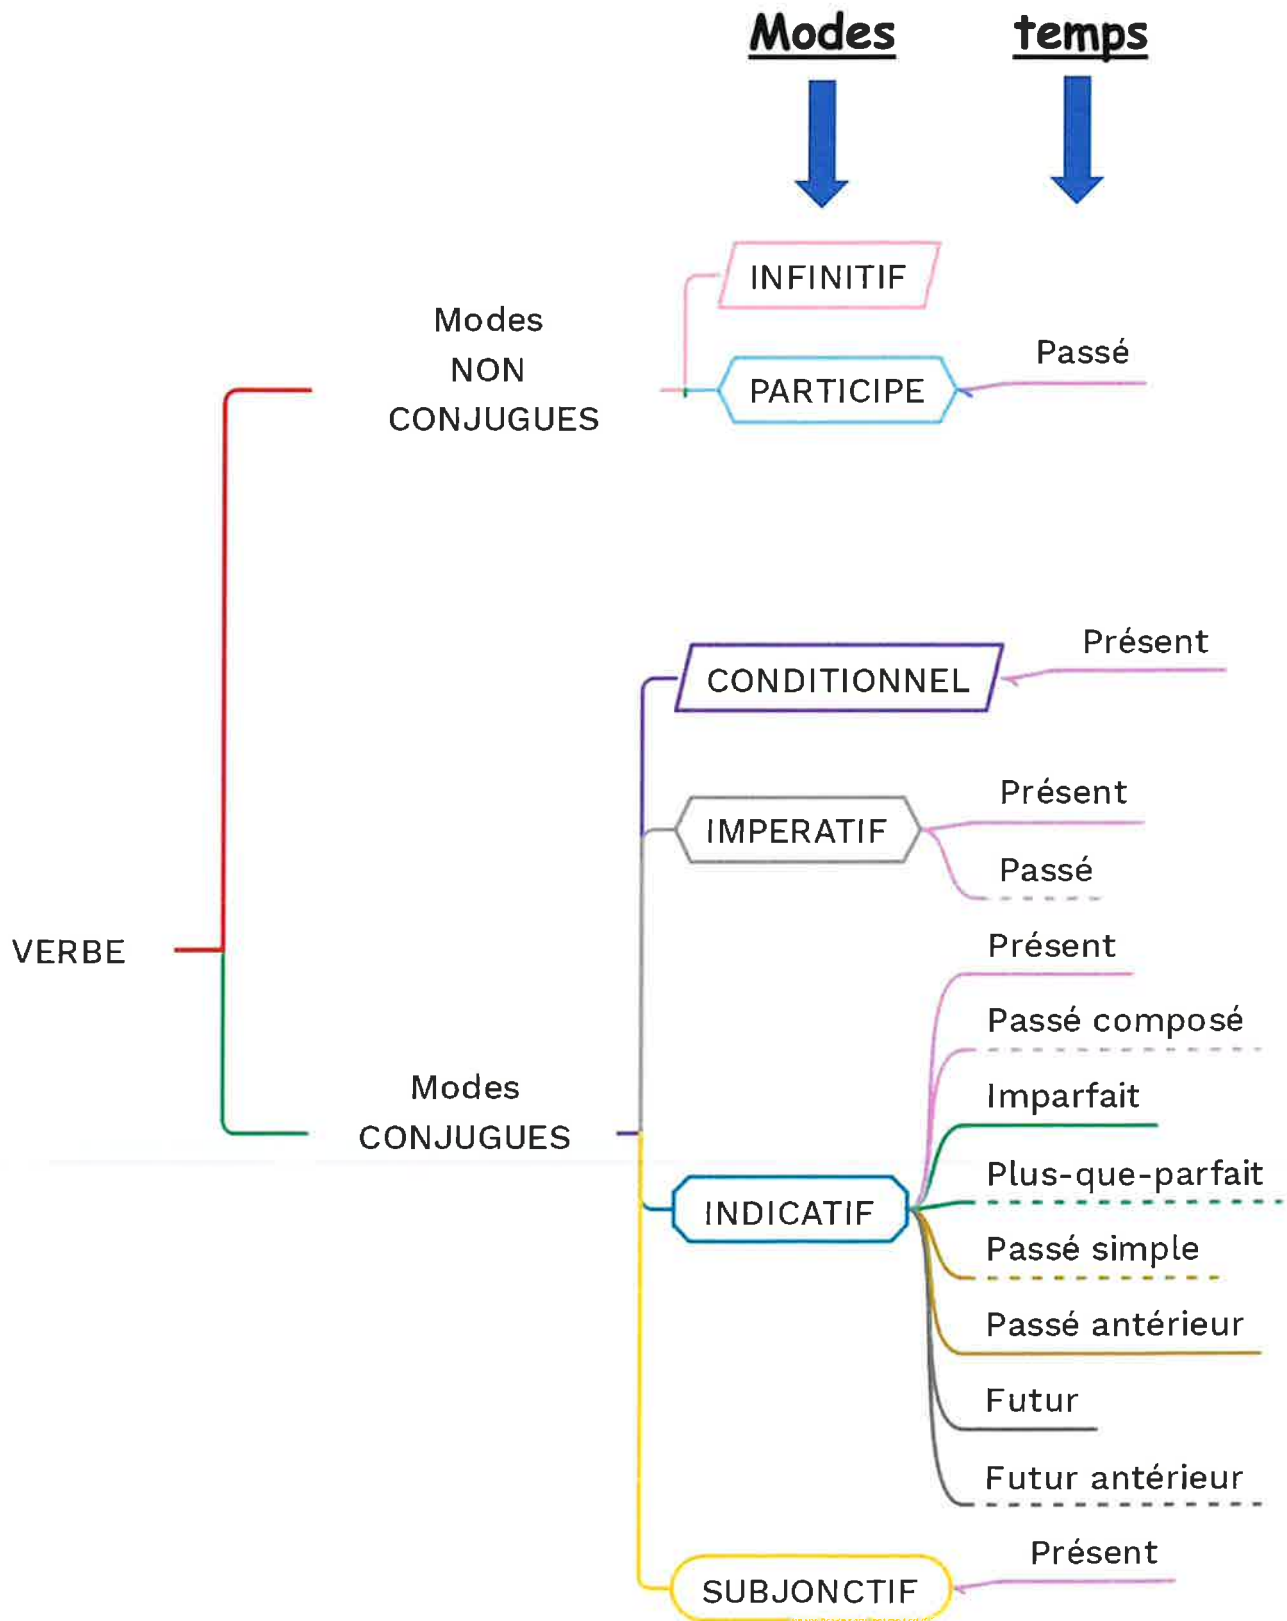 Modes temps
INFINITIF
Modes
NON
CONJUGUES
PARTICIPE
Passé
CONDITIONNEL
Présent
IMPERATIF
Présent
Passé
VERBE
Modes
CONJUGUES
INDICATIF
Présent
Passé composé
Imparfait
Plus-que-parfait
Passé simple
Passé antérieur
Futur
Futur antérieur
SUBJONCTIF
Présent